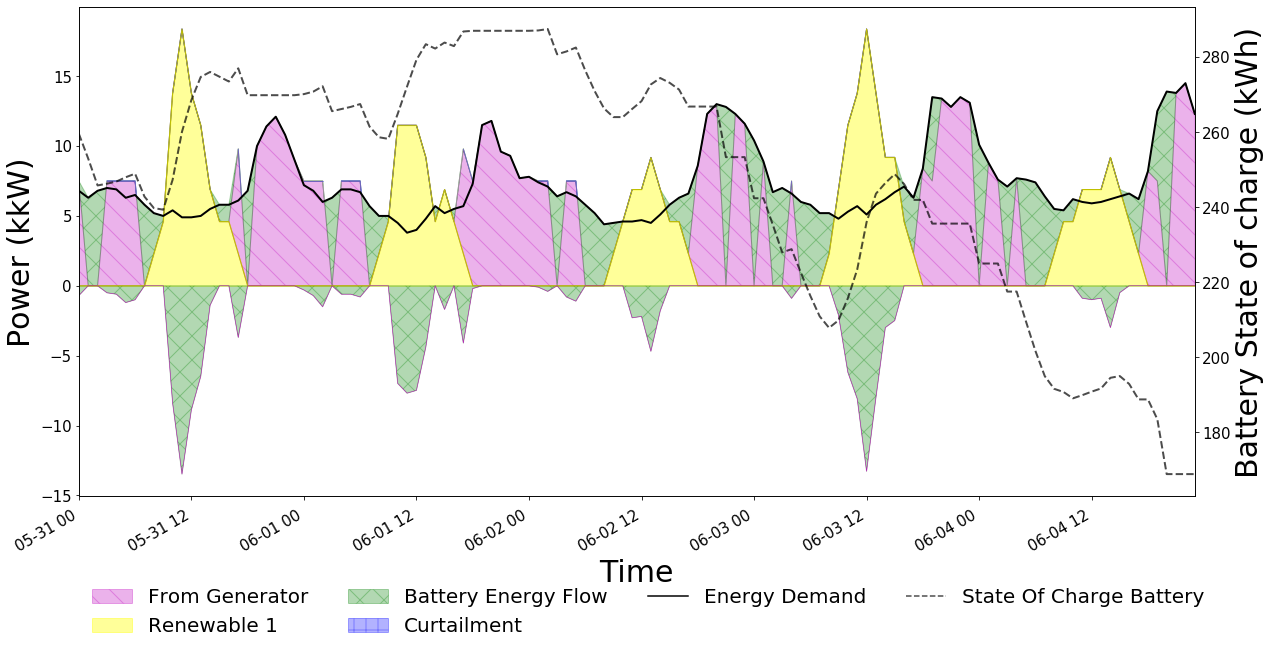 Power (kkW)
15
10
5
0
−5
−10
−15
280
260
240
220
200
180
Battery State of charge (kWh)
05-31 00
05-31 12
06-01 00
06-01 12
06-02 00
06-02 12
06-03 00
06-03 12
06-04 00
06-04 12
Time
From Generator
Battery Energy Flow
Energy Demand
State Of Charge Battery
Renewable 1
Curtailment